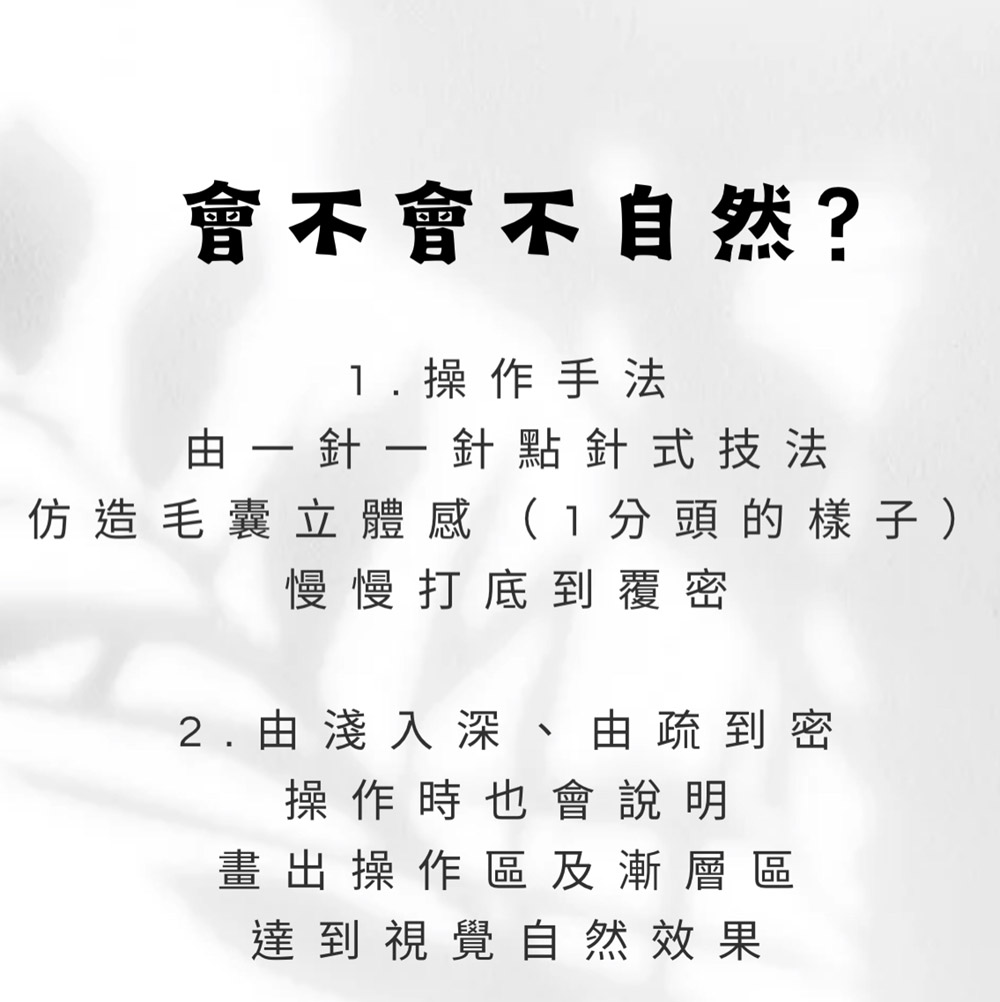 會不會不自然?
1.操作手法
由一針一針點針式技法
仿造毛囊立體感（1分頭的樣子）
慢慢打底到覆密
2.由淺入深、由疏到密
操作時也會說明
畫出操作區及漸層區
達到視覺自然效果